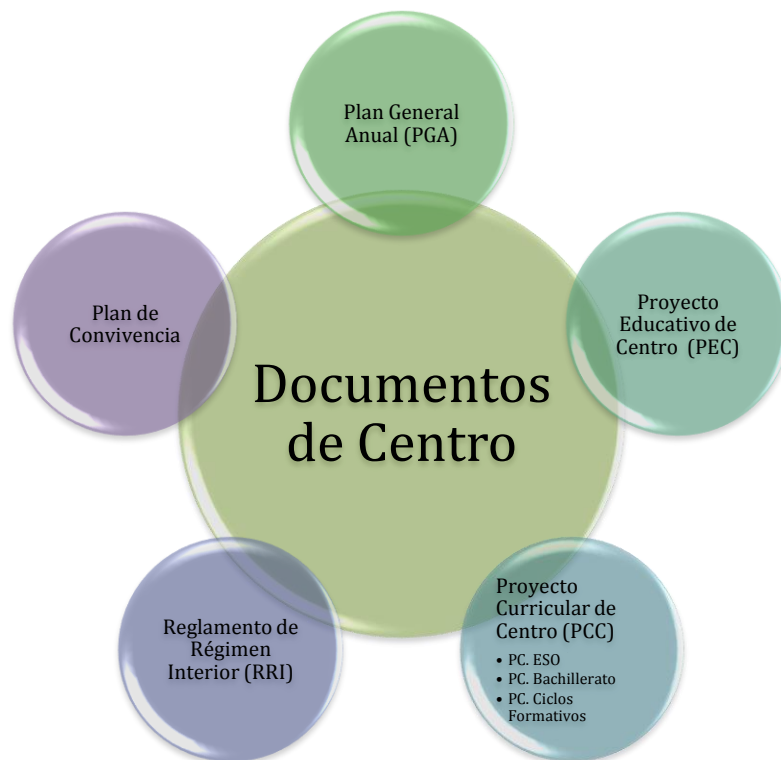 Plan General
Anual (PGA)
Plan de
Convivencia
Proyecto
Educativo de
Centro (PEC)
Documentos
de Centro
Reglamento de
Régimen
Interior (RRI)
Proyecto
Curricular de
Centro (PCC)
• PC. ESO
• PC. Bachillerato
• PC. Ciclos
Formativos